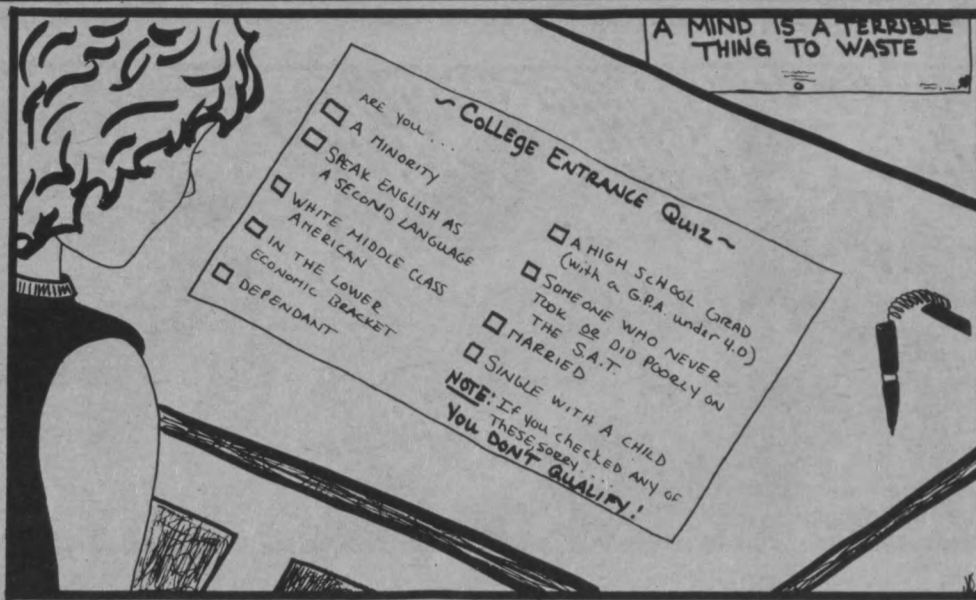 A MIND IS A TERRIBLE
THING TO WASTE
~COLLEGE ENTRANCE QUIZ~
ARE YOU....
A MINORITY
SPEAK ENGLISH AS
A SECOND LANGUAGE
WHITE MIDDLE CLASS
AMERICAN
IN THE LOWER
ECONOMIC BRACKET
DEPENDANT
A HIGH SCHOOL GRAD
(with a G.P.A. under 4.0)
SOMEONE WHO NEVER
TOOK OR DID POORLY ON
THE S.A.T.
MARRIED
SINGLE WITH A CHILD
NOTE: If you checked ANY OF
THESE, SORRY...
YOU DON'T QUALIFY!